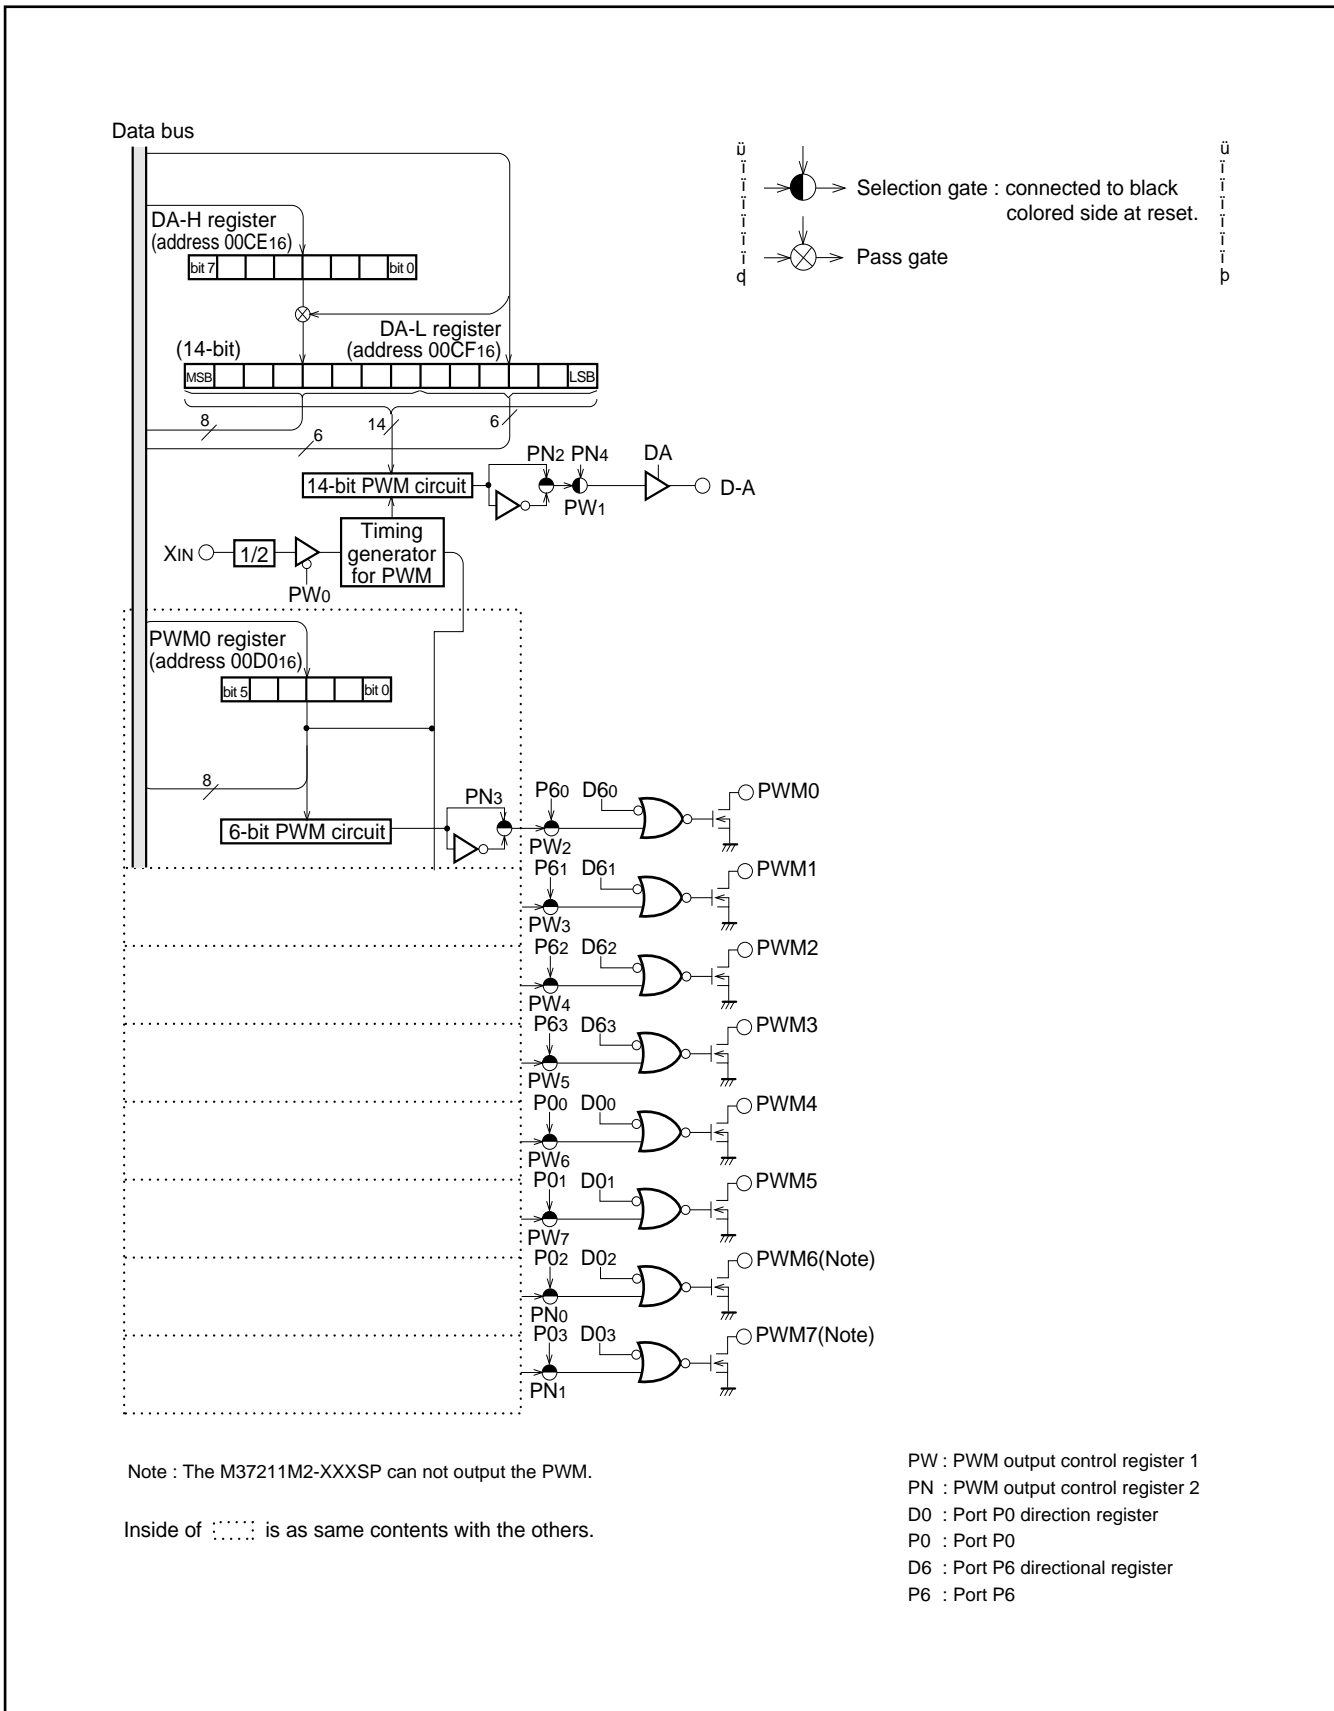 Data bus
DA-H register
(address 00CE16)
bit 7 bit 0
DA-L register
(14-bit) (address 00CF16)
MSB LSB
8 14 6
6
PN2 PN4 DA
14-bit PWM circuit D-A
PW1
XIN 1/2 Timing
generator
for PWM
PW0
ü ï ï ï ï ï ï q
Selection gate : connected to black
colored side at reset.
Pass gate
ü ï ï ï ï ï ï þ
PWM0 register
(address 00D016)
bit 5 bit 0
8
PN3 P60 D60 PWM0
6-bit PWM circuit
PW2
P61 D61 PWM1
PW3
P62 D62 PWM2
PW4
P63 D63 PWM3
PW5
P00 D00 PWM4
PW6
P01 D01 PWM5
PW7
P02 D02 PWM6(Note)
PN0
P03 D03 PWM7(Note)
PN1
Note : The M37211M2-XXXSP can not output the PWM.
Inside of is as same contents with the others.
PW : PWM output control register 1
PN : PWM output control register 2
D0 : Port P0 direction register
P0 : Port P0
D6 : Port P6 directional register
P6 : Port P6